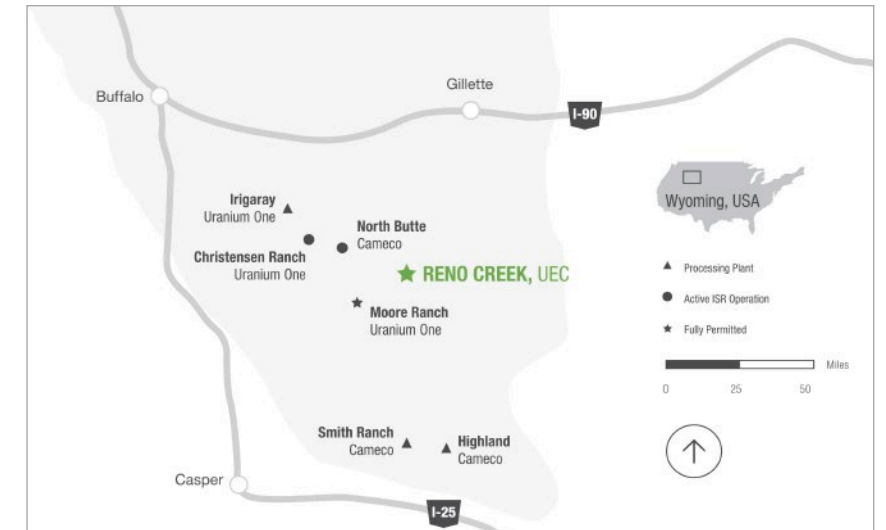 Buffalo
Gillette
I-90
Irigaray
Uranium One
North Butte
Cameco
Christensen Ranch
Uranium One
RENO CREEK, UEC
Moore Ranch
Uranium One
Smith Ranch
Cameco
Highland
Cameco
Casper
I-25
Wyoming, USA
Processing Plant
Active ISR Operation
Fully Permitted
Miles
0 25 50